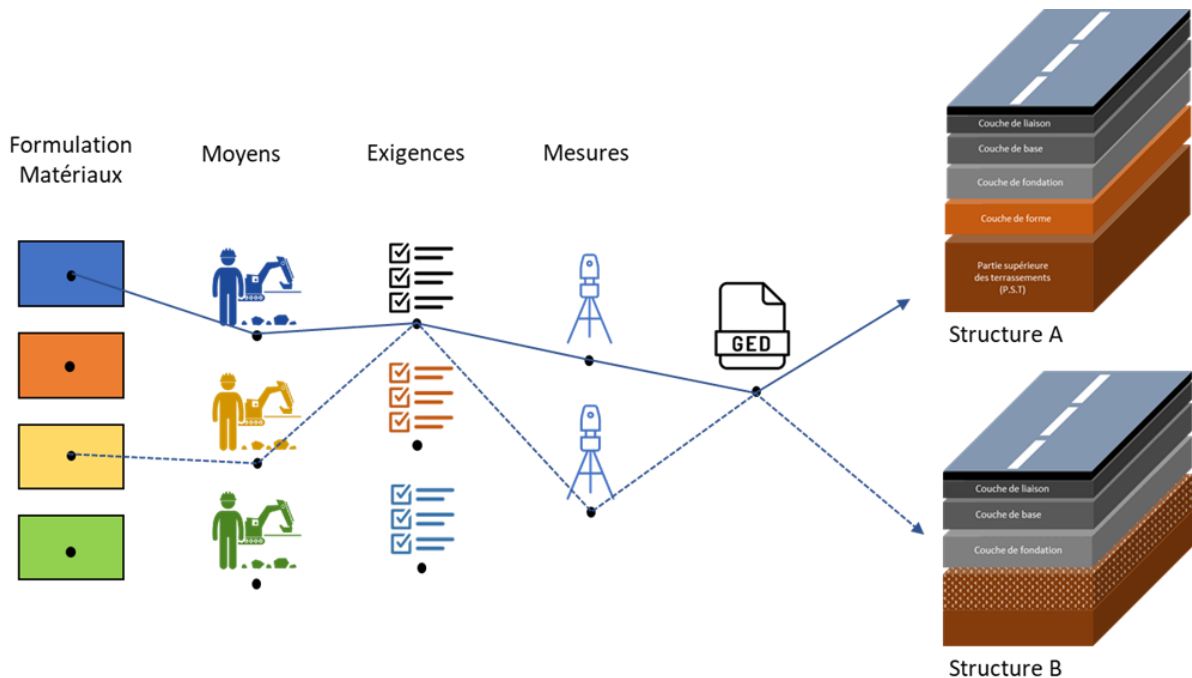 Formulation
Matériaux
Moyens
Exigences
Mesures
GED
Couche de liaison
Couche de base
Couche de fondation
Couche de forme
Partie supérieure
des terrassements
(P.S.T)
Structure A
Couche de liaison
Couche de base
Couche de fondation
Structure B